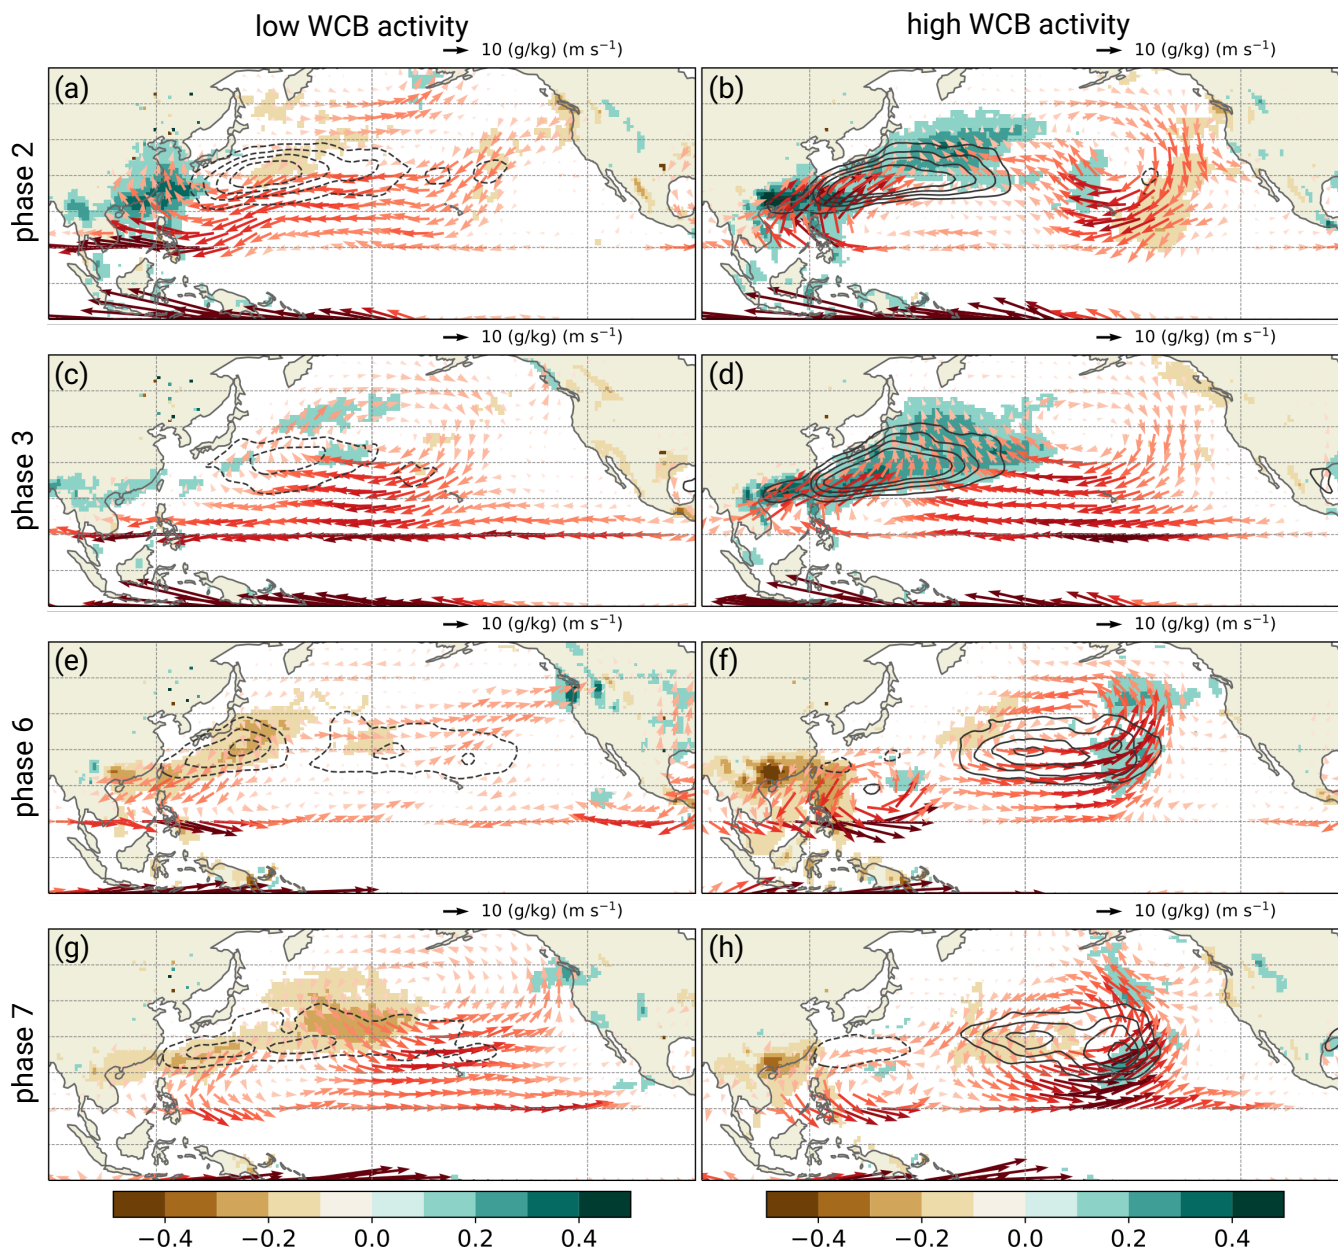 low WCB activity
high WCB activity
10 (g/kg) (m s⁻¹)
10 (g/kg) (m s⁻¹)
(a)
(b)
phase 2
10 (g/kg) (m s⁻¹)
10 (g/kg) (m s⁻¹)
(c)
(d)
phase 3
10 (g/kg) (m s⁻¹)
10 (g/kg) (m s⁻¹)
(e)
(f)
phase 6
10 (g/kg) (m s⁻¹)
10 (g/kg) (m s⁻¹)
(g)
(h)
phase 7
−0.4 −0.2 0.0 0.2 0.4
−0.4 −0.2 0.0 0.2 0.4